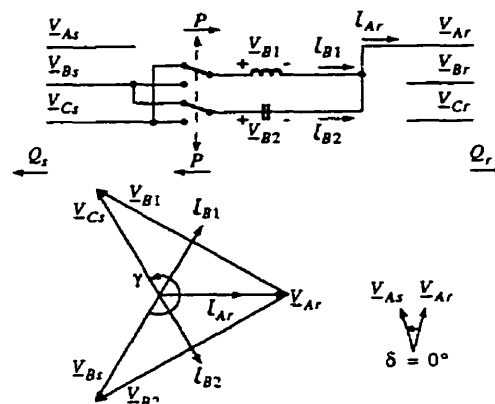 P I_Ar
V_As V_B1 I_B1 V_Ar
+ -
V_Bs V_Br
V_Cs V_Cr
+ V_B2 - I_B2
Q_s P Q_r
V_B1 I_B1
V_Cs
γ
I_Ar V_Ar V_As V_Ar
V_Bs I_B2 δ = 0°
V_B2